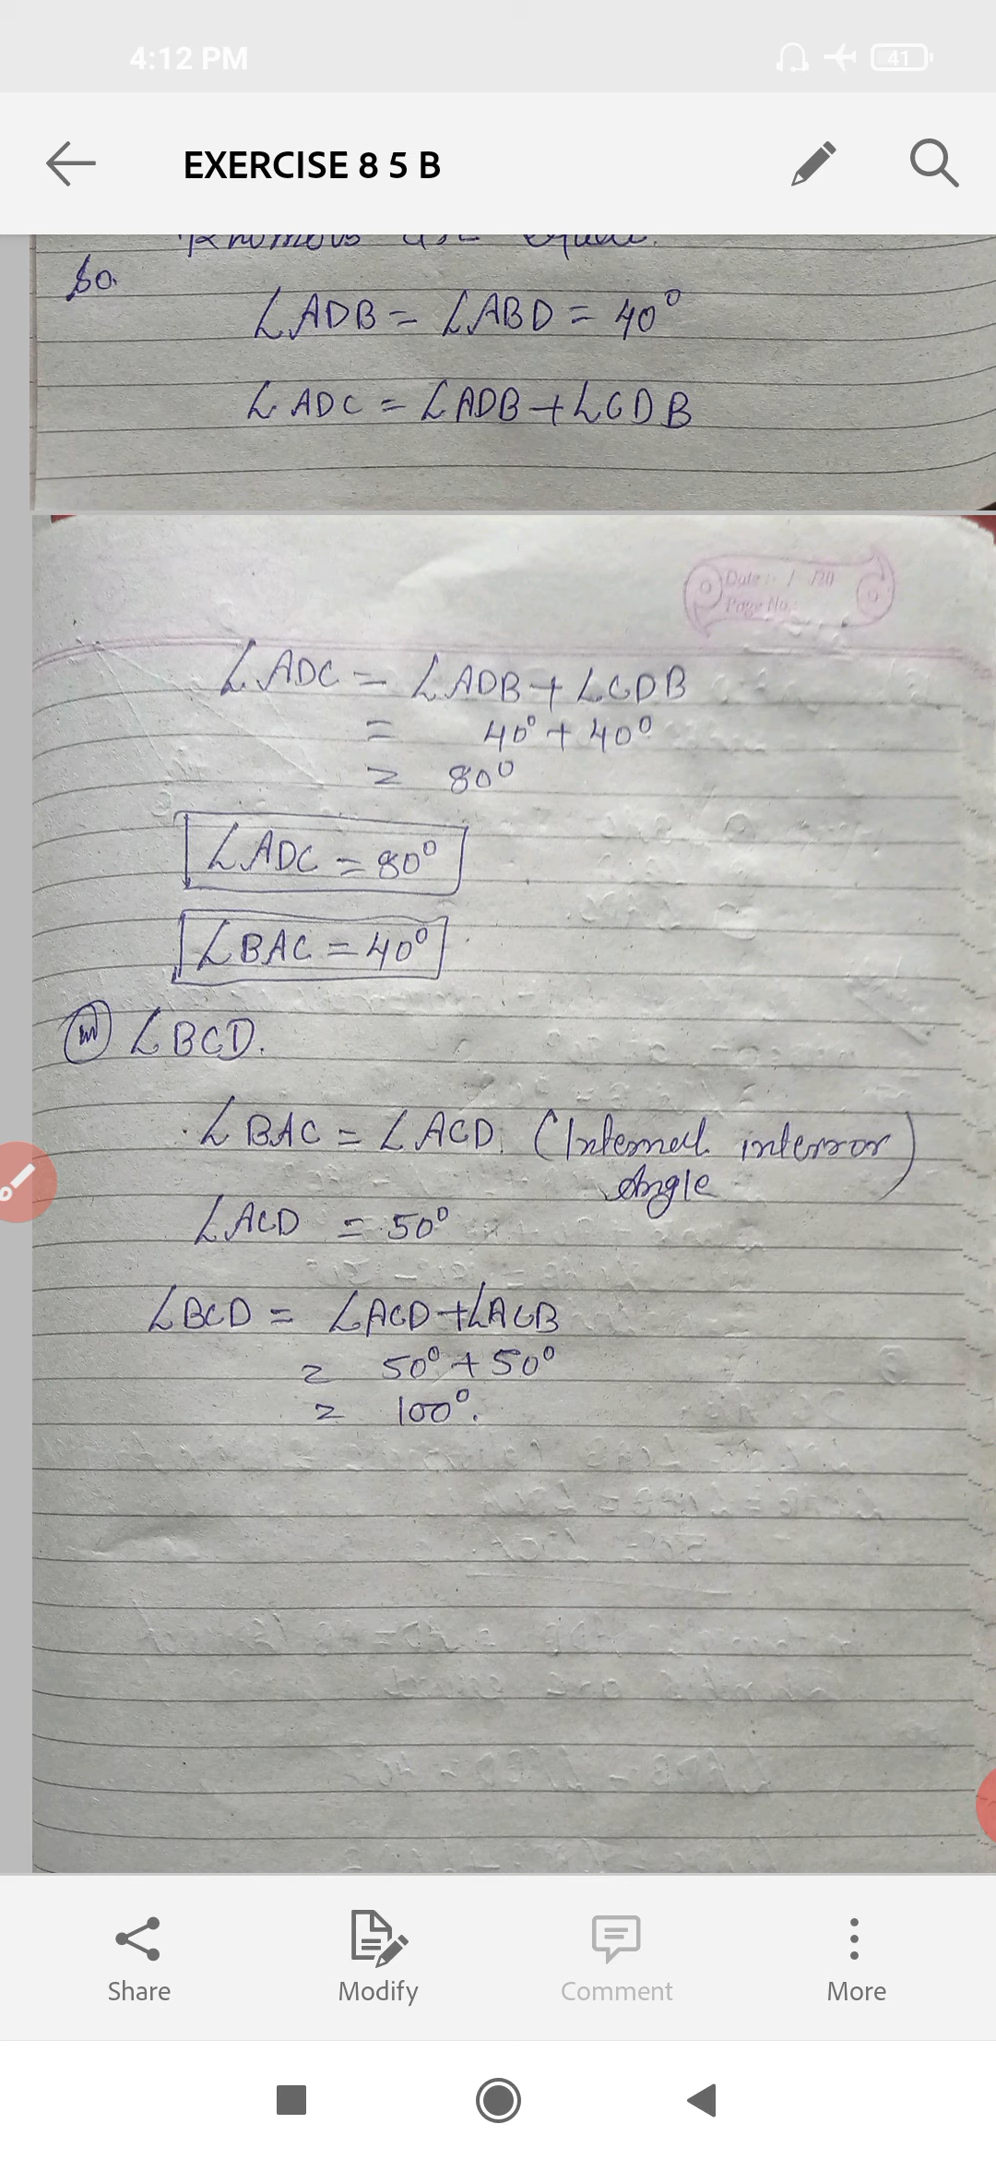 4:12 PM
41
EXERCISE 8 5 B
So.
∠ADB = ∠ABD = 40°
∠ADC = ∠ADB + ∠CDB
Date : / /20
Page No.
∠ADC = ∠ADB + ∠CDB
= 40° + 40°
= 80°
∠ADC = 80°
∠BAC = 40°
∠BCD.
∠BAC = ∠ACD. (Internal interror)
Angle
∠ACD = 50°
∠BCD = ∠ACD + ∠ACB
= 50° + 50°
= 100°.
Share
Modify
Comment
More